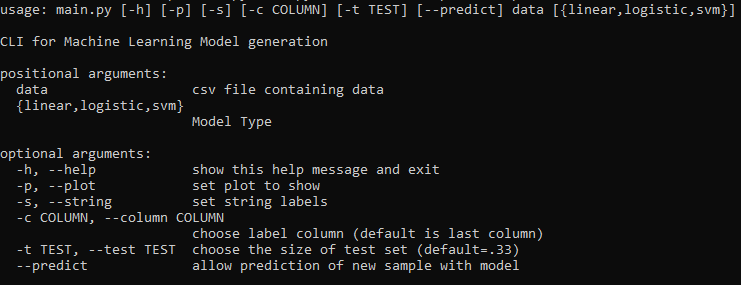 usage: main.py [-h] [-p] [-s] [-c COLUMN] [-t TEST] [--predict] data [{linear,logistic,svm}]
CLI for Machine Learning Model generation
positional arguments:
data                  csv file containing data
{linear,logistic,svm}
Model Type
optional arguments:
-h, --help            show this help message and exit
-p, --plot            set plot to show
-s, --string          set string labels
-c COLUMN, --column COLUMN
choose label column (default is last column)
-t TEST, --test TEST  choose the size of test set (default=.33)
--predict             allow prediction of new sample with model